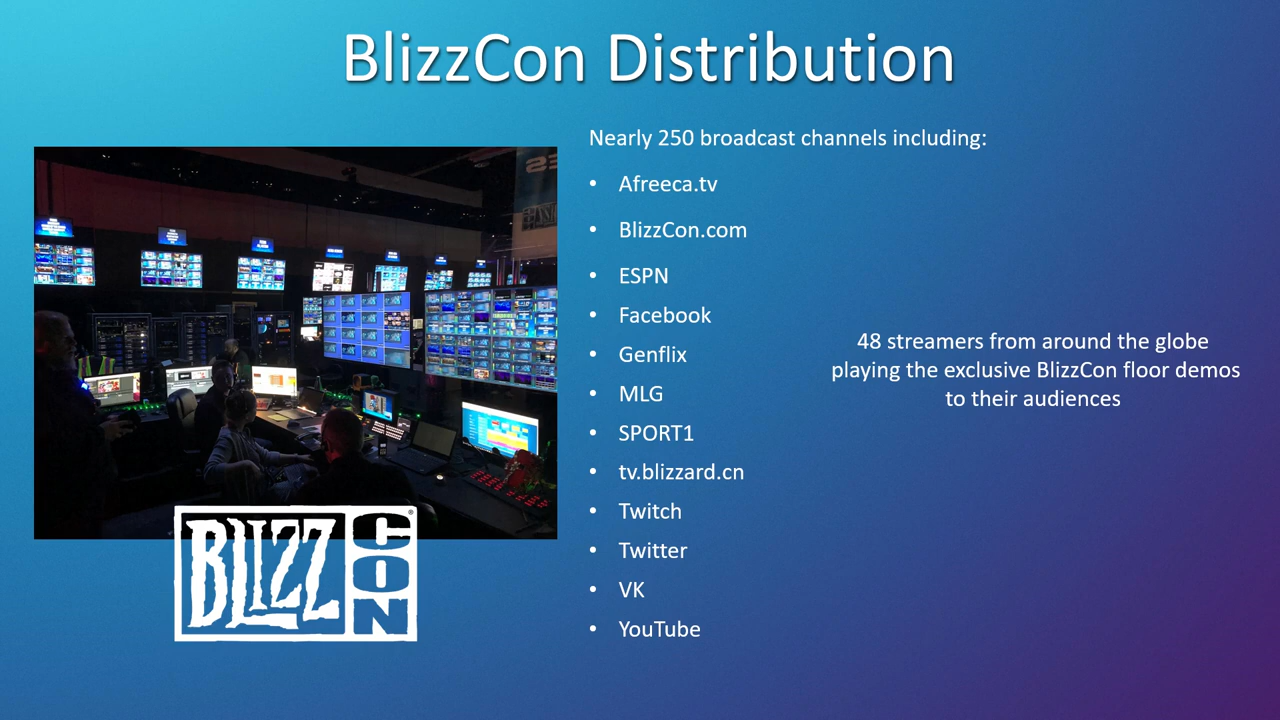 BlizzCon Distribution
Nearly 250 broadcast channels including:
• Afreeca.tv
• BlizzCon.com
• ESPN
• Facebook
• Genflix
• MLG
• SPORT1
• tv.blizzard.cn
• Twitch
• Twitter
• VK
• YouTube
48 streamers from around the globe
playing the exclusive BlizzCon floor demos
to their audiences
BLIZZ CON ®